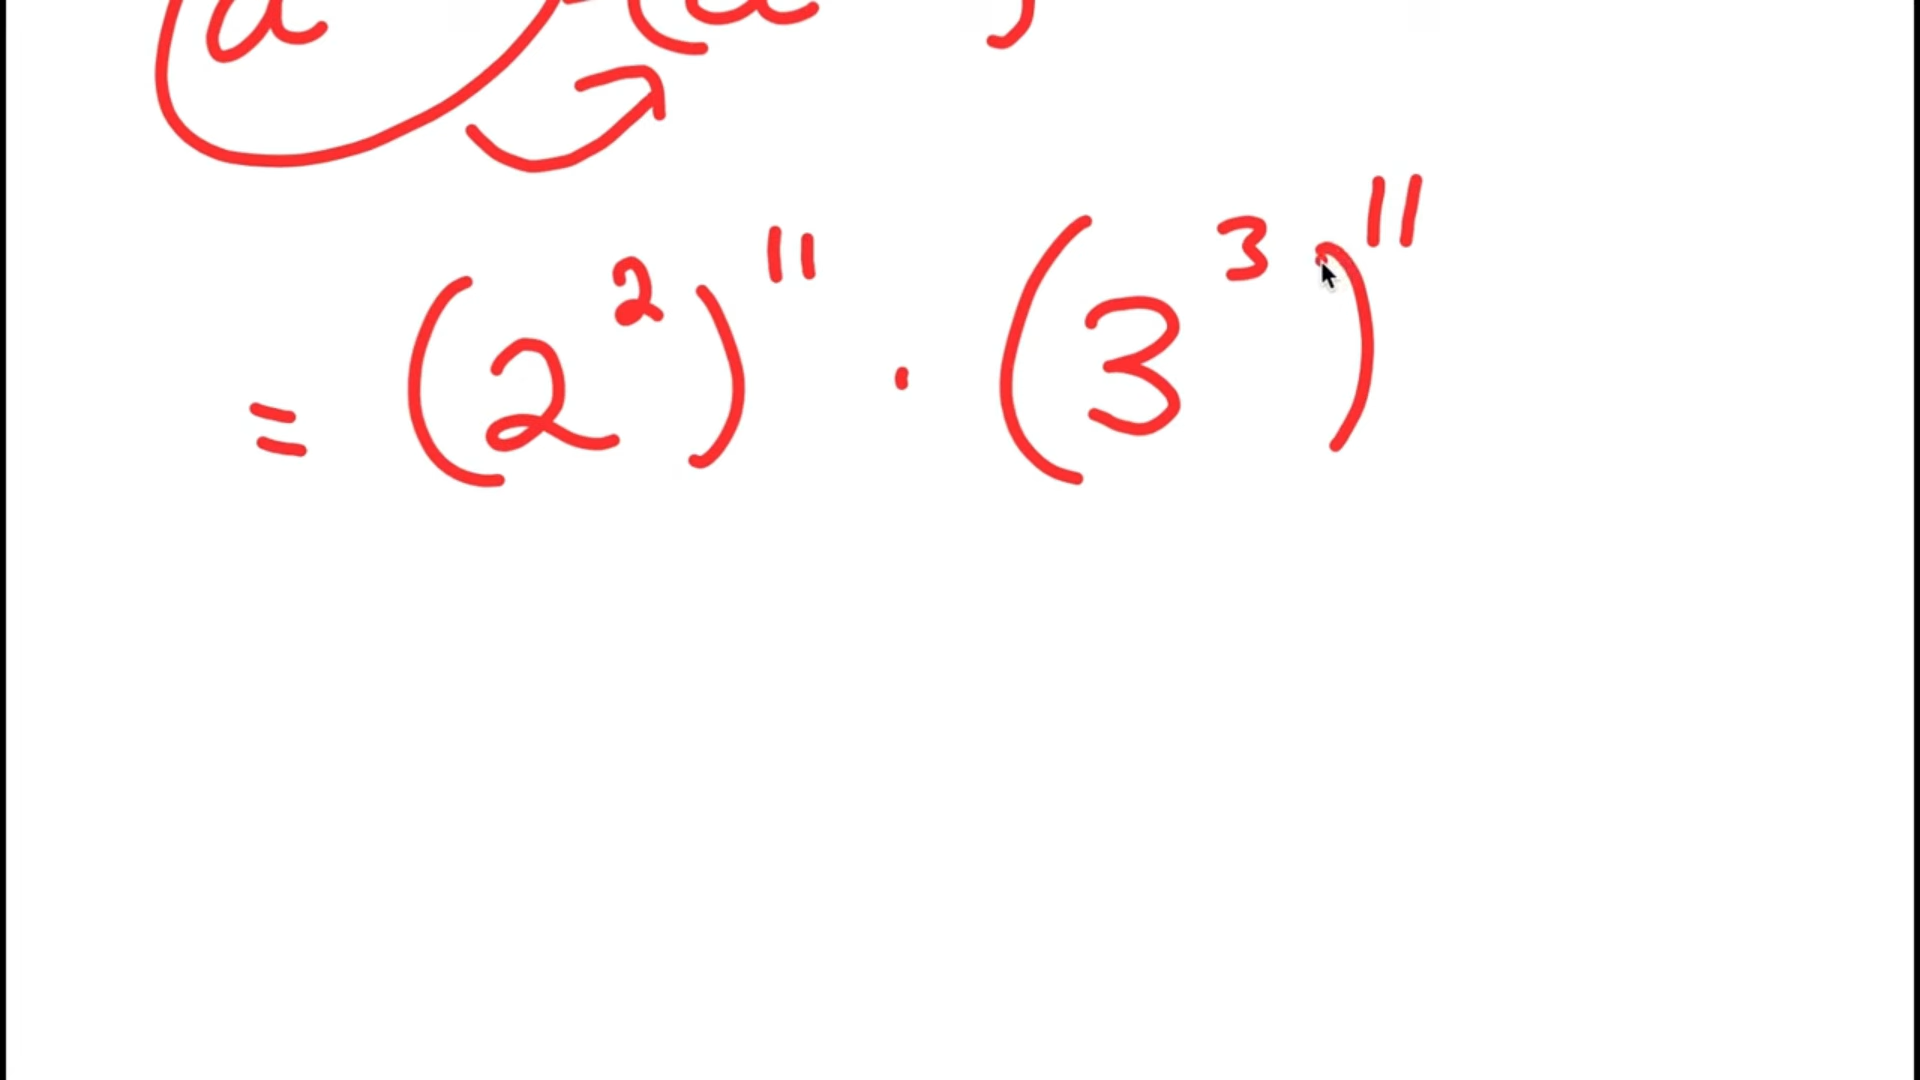 = (2²)¹¹ · (3³)¹¹